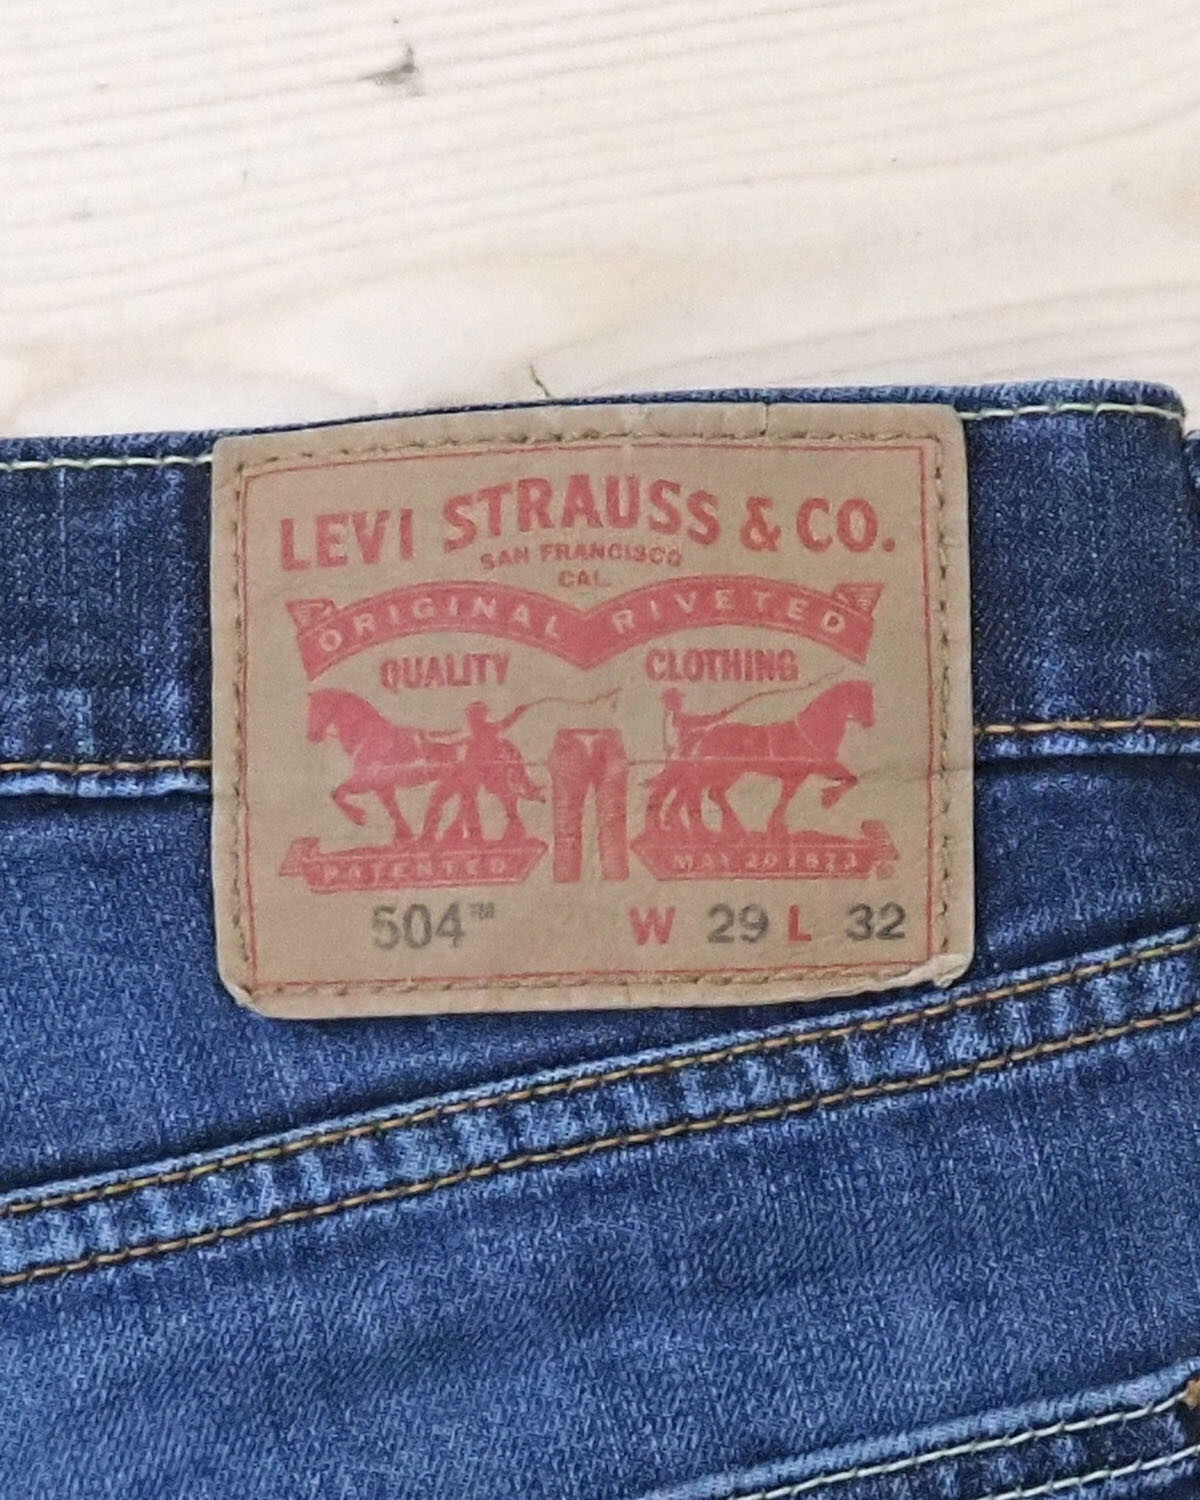 LEVI STRAUSS & CO.
SAN FRANCISCO
CAL.
ORIGINAL RIVETED
QUALITY CLOTHING
PATENTED MAY 20 1873
504™ W 29 L 32